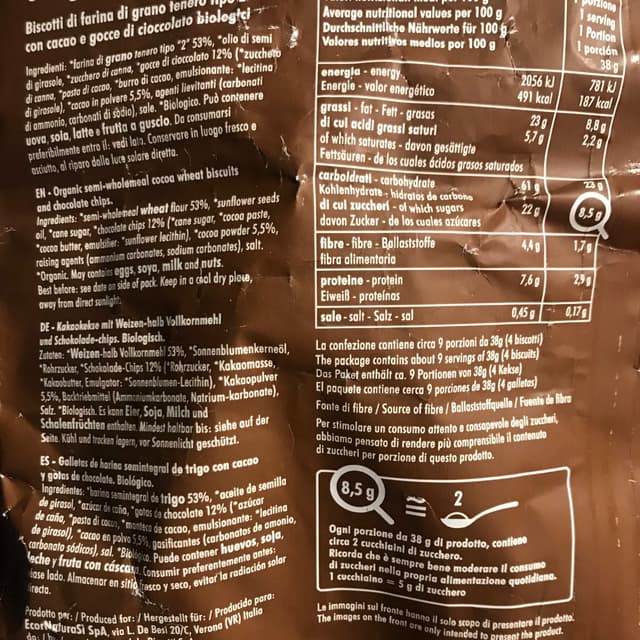 Biscotti di farina di grano tenero
con cacao e gocce di cioccolato biologici
Ingredienti: *farina di grano tenero tipo "2" 53%, *olio di semi
di girasole, *zucchero di canna, *gocce di cioccolato 12% (*zucchero
di canna, *pasta di cacao, *burro di cacao, emulsionante: *lecitina
di girasole), *cacao in polvere 5,5%, agenti lievitanti (carbonati
di ammonio, carbonati di sodio), sale. *Biologico. Può contenere
uova, soia, latte e frutta a guscio. Da consumarsi
preferibilmente entro il: vedi lato. Conservare in luogo fresco e
asciutto, al riparo dalla luce solare diretta.
EN - Organic semi-wholemeal cocoa wheat biscuits
and chocolate chips.
Ingredients: *semi-wholemeal wheat flour 53%, *sunflower seeds
oil, *cane sugar, *chocolate chips 12% (*cane sugar, *cocoa paste,
*cocoa butter, emulsifier: *sunflower lecithin), *cocoa powder 5,5%,
raising agents (ammonium carbonates, sodium carbonates), salt.
*Organic. May contains eggs, soya, milk and nuts.
Best before: see date on side of pack. Keep in a cool dry place,
away from direct sunlight.
DE - Kakaokekse mit Weizen-halb Vollkornmehl
und Schokolade-chips. Biologisch.
Zutaten: *Weizen-halb Vollkornmehl 53%, *Sonnenblumenkerneöl,
*Rohrzucker, *Schokolade-Chips 12% (*Rohrzucker, *Kakaomasse,
*Kakaobutter, Emulgator: *Sonnenblumen-Lecithin), *Kakaopulver
5,5%, Backtriebmittel (Ammoniumkarbonate, Natrium-karbonate),
Salz. *Biologisch. Es kann Eier, Soja, Milch und
Schalenfrüchten enthalten. Mindest haltbar bis: siehe auf der
Seite. Kühl und trocken lagern, vor Sonnenlicht geschützt.
ES - Galletas de harina semintegral de trigo con cacao
y gotas de chocolate. Biológico.
Ingredientes: *harina semintegral de trigo 53%, *aceite de semilla
de girasol, *azúcar de caña, *gotas de chocolate 12% (*azúcar
de caña, *pasta di cacao, *manteca de cacao, emulsionante: *lecitina
de girasol), *cacao en polvo 5,5%, gasificantes (carbonatos de amonio,
carbonato sódicos), sal. *Biológico. Puede contener huevos, soja,
leche y fruta con cáscara. Consumir preferentemente antes:
lado. Almacenar en sitio fresco y seco, evitar la radiación solar
directa.
Prodotto per: / Produced for: / Hergestellt für: / Producido para:
EcorNaturaSì SpA, via L. De Besi 20/C, Verona (VR) Italia
Average nutritional values per 100 g
Durchschnittliche Nährwerte für 100 g
Valores nutritivos medios por 100 g
1 porzione
1 serving
1 Portion
1 porción
38 g
energia - energy
Energie - valor energético
2056 kJ
491 kcal
781 kJ
187 kcal
grassi - fat - Fett - grasas
di cui acidi grassi saturi
of which saturates - davon gesättigte
Fettsäuren - de los cuales ácidos grasos saturados
23 g
5,7 g
8,8 g
2,2 g
carboidrati - carbohydrate
Kohlenhydrate - hidratos de carbono
di cui zuccheri - of which sugars
davon Zucker - de los cuales azúcares
61 g
22 g
23 g
8,5 g
fibre - fibre - Ballaststoffe
fibra alimentaria
4,4 g
1,7 g
proteine - protein
Eiweiß - proteínas
7,6 g
2,9 g
sale - salt - Salz - sal
0,45 g
0,17 g
La confezione contiene circa 9 porzioni da 38g (4 biscotti)
The package contains about 9 servings of 38g (4 biscuits)
Das Paket enthält ca. 9 Portionen von 38g (4 Kekse)
El paquete contiene cerca 9 porciones de 38g (4 galletas)
Fonte di fibre / Source of fibre / Ballaststoffquelle / Fuente de fibra
Per stimolare un consumo attento e consapevole degli zuccheri,
abbiamo pensato di rendere più comprensibile il contenuto
di zuccheri per porzione di questo prodotto.
8,5 g ≅ 2
Ogni porzione da 38 g di prodotto, contiene
circa 2 cucchiaini di zucchero.
Ricorda che è sempre bene moderare il consumo
di zuccheri nella propria alimentazione quotidiana.
1 cucchiaino = 5 g di zucchero
Le immagini sul fronte hanno il solo scopo di presentare il prodotto.
The images on the front are only intended to present the product.